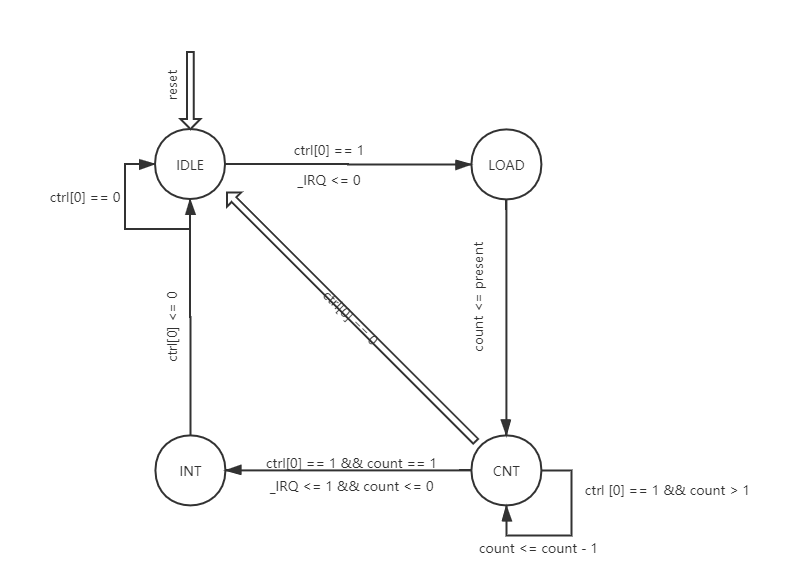 reset
IDLE
ctrl[0] == 1
_IRQ <= 0
LOAD
ctrl[0] == 0
ctrl[0] <= 0
ctrl[0] == 0
count <= present
INT
ctrl[0] == 1 && count == 1
_IRQ <= 1 && count <= 0
CNT
ctrl [0] == 1 && count > 1
count <= count - 1